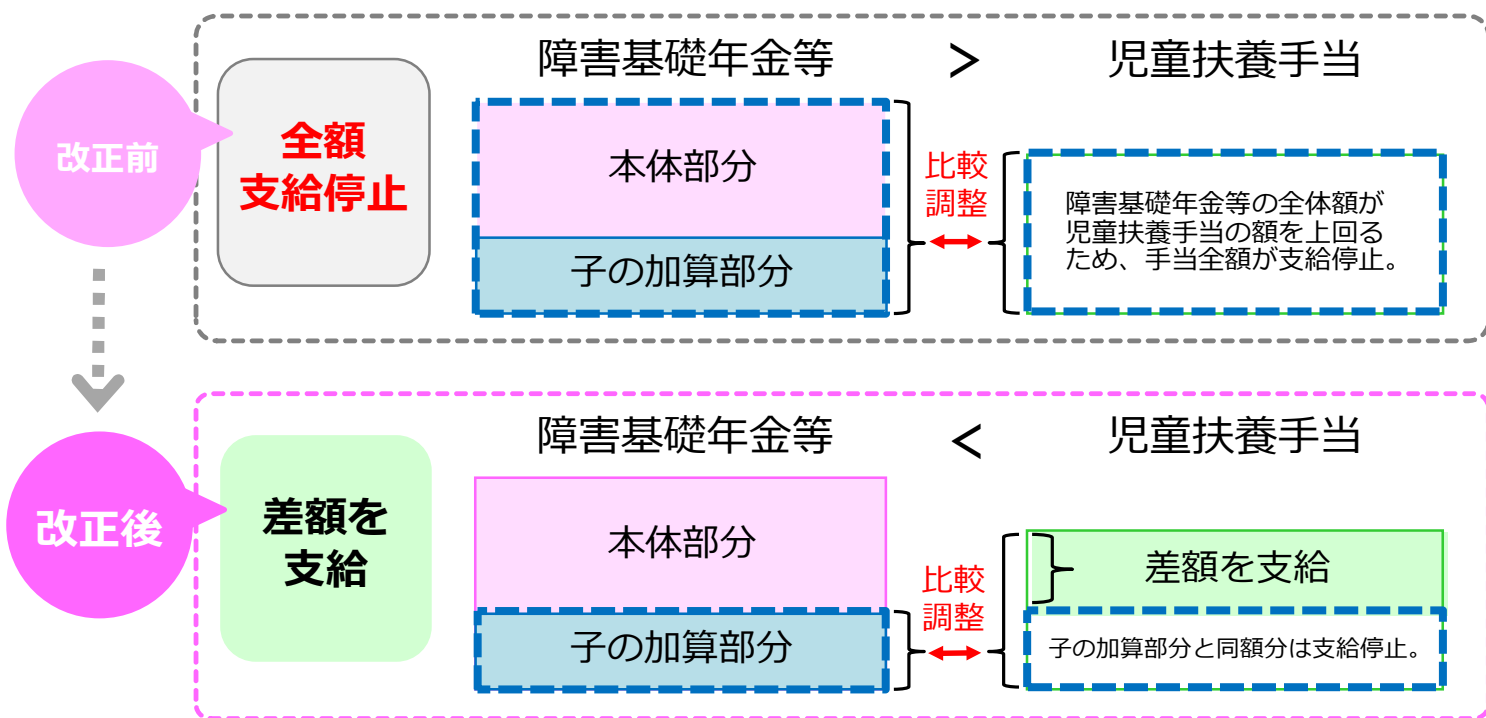 改正前
全額
支給停止
障害基礎年金等
>
児童扶養手当
本体部分
子の加算部分
比較
調整
障害基礎年金等の全体額が
児童扶養手当の額を上回る
ため、手当全額が支給停止。
改正後
差額を
支給
障害基礎年金等
<
児童扶養手当
本体部分
子の加算部分
比較
調整
差額を支給
子の加算部分と同額分は支給停止。